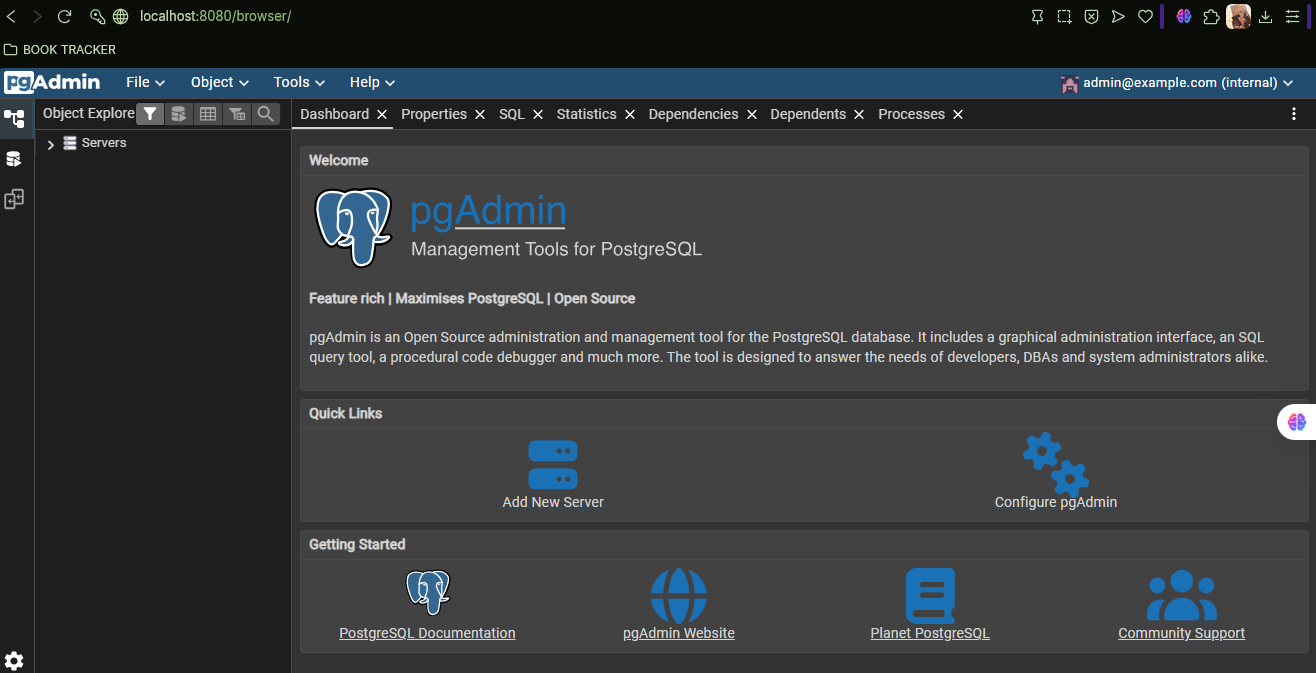 localhost:8080/browser/
BOOK TRACKER
pgAdmin File Object Tools Help admin@example.com (internal)
Object Explore Dashboard Properties SQL Statistics Dependencies Dependents Processes
Servers
Welcome
pgAdmin
Management Tools for PostgreSQL
Feature rich | Maximises PostgreSQL | Open Source
pgAdmin is an Open Source administration and management tool for the PostgreSQL database. It includes a graphical administration interface, an SQL
query tool, a procedural code debugger and much more. The tool is designed to answer the needs of developers, DBAs and system administrators alike.
Quick Links
Add New Server Configure pgAdmin
Getting Started
PostgreSQL Documentation pgAdmin Website Planet PostgreSQL Community Support